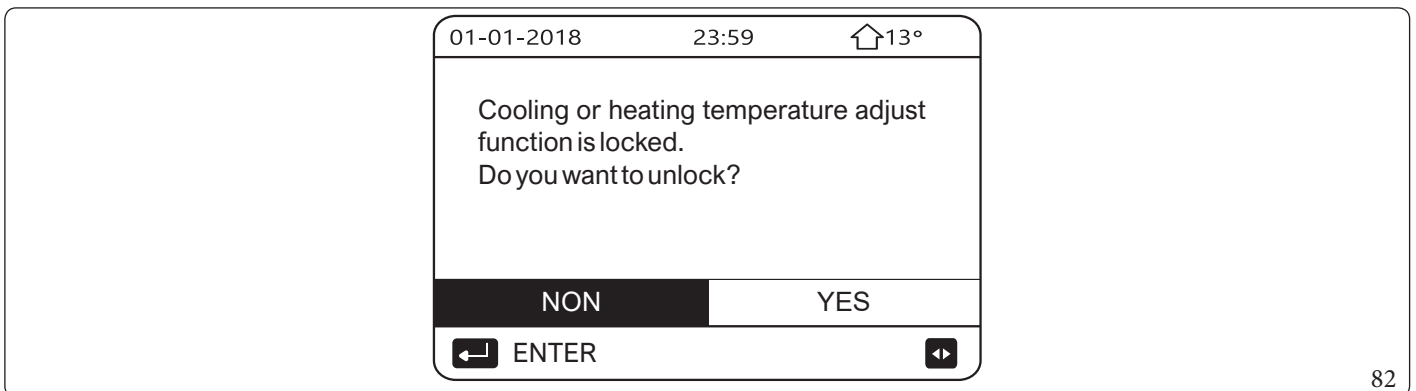 01-01-2018 23:59 13°
Cooling or heating temperature adjust
function is locked.
Do you want to unlock?
NON YES
ENTER
82